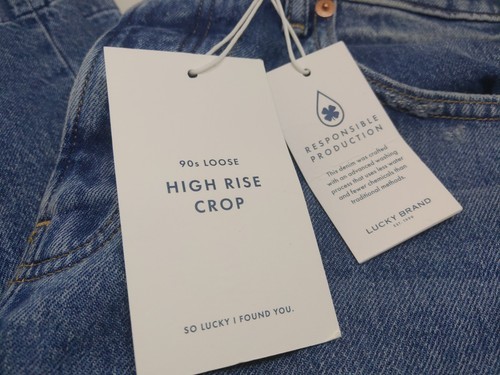 90s LOOSE
HIGH RISE
CROP
SO LUCKY I FOUND YOU.
RESPONSIBLE
PRODUCTION
This denim was crafted
with an advanced washing
process that uses less water
and fewer chemicals than
traditional methods.
LUCKY BRAND
EST. 1990